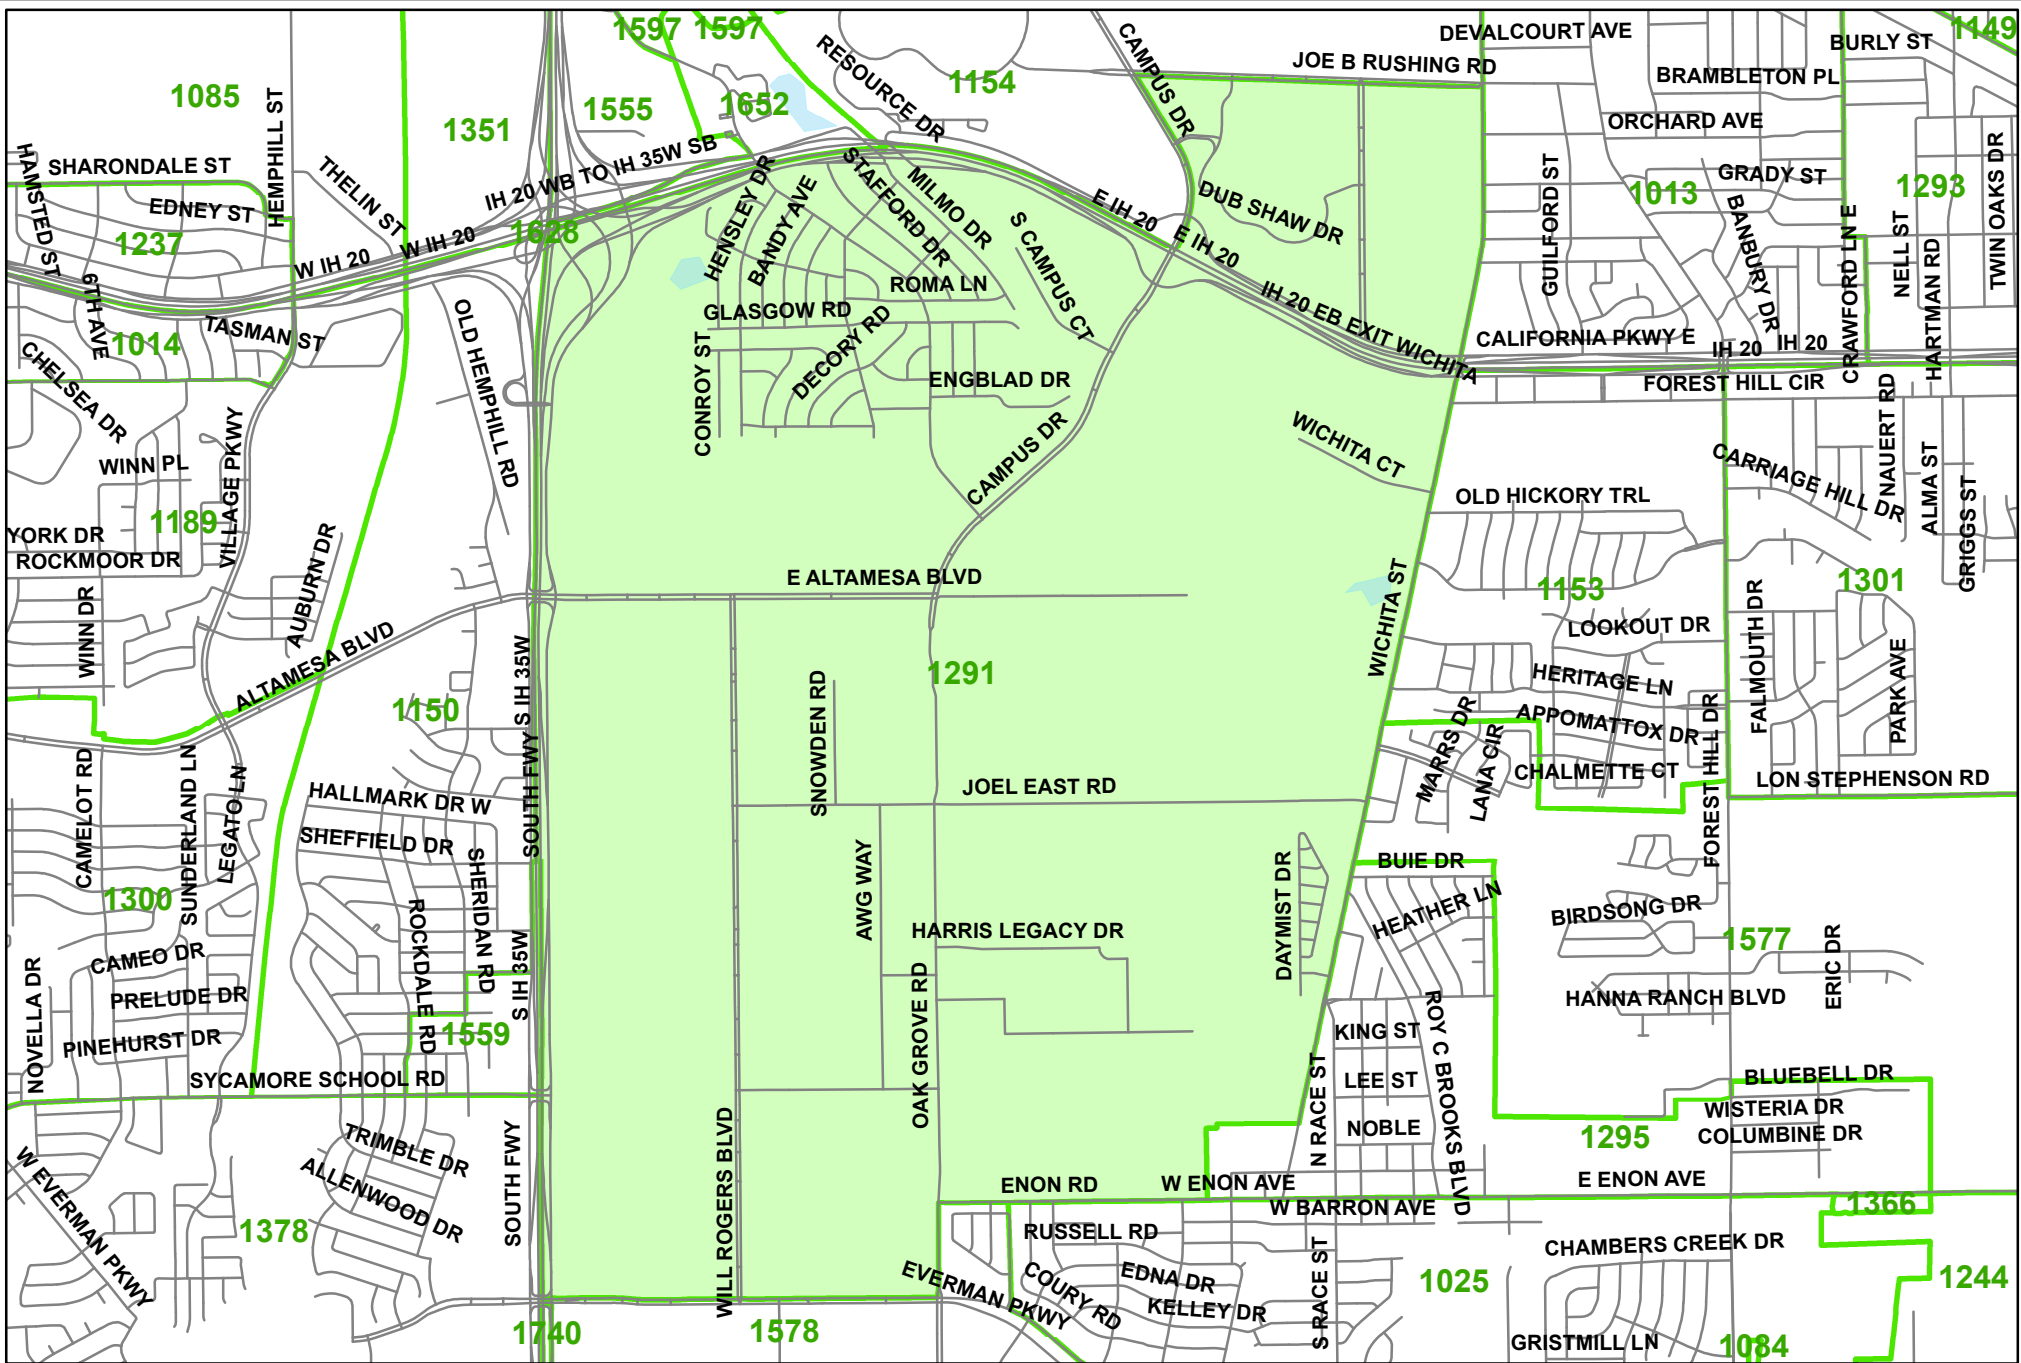 1597
1597
DEVALCOURT AVE
1149
BURLY ST
RESOURCE DR
CAMPUS DR
JOE B RUSHING RD
BRAMBLETON PL
1085
HEMPHILL ST
1555
1652
1154
1351
ORCHARD AVE
HAMSTED ST
SHARONDALE ST
THELIN ST
IH 20 WB TO IH 35W SB
STAFFORD DR
MILMO DR
GUILFORD ST
1013
GRADY ST
1293
TWIN OAKS DR
EDNEY ST
1237
W IH 20
W IH 20
1628
HENSLEY DR
BANDY AVE
S CAMPUS CT
E IH 20
E IH 20
DUB SHAW DR
BANBURY DR
CRAWFORD LN E
NELL ST
HARTMAN RD
6TH AVE
ROMA LN
GLASGOW RD
IH 20 EB EXIT WICHITA
1014
TASMAN ST
OLD HEMPHILL RD
CALIFORNIA PKWY E
IH 20
IH 20
CHELSEA DR
CONROY ST
DECORY RD
ENGBLAD DR
FOREST HILL CIR
VILLAGE PKWY
CAMPUS DR
WICHITA CT
CARRIAGE HILL DR
NAUERT RD
ALMA ST
GRIGGS ST
WINN PL
OLD HICKORY TRL
1189
YORK DR
ROCKMOOR DR
AUBURN DR
E ALTAMESA BLVD
WICHITA ST
1153
1301
WINN DR
ALTAMESA BLVD
LOOKOUT DR
FALMOUTH DR
PARK AVE
1291
SNOWDEN RD
HERITAGE LN
1150
S IH 35W
SOUTH FWY
MARRS DR
LANA CIR
APPOMATTOX DR
CHALMETTE CT
FOREST HILL DR
CAMELOT RD
SUNDERLAND LN
LEGATO LN
HALLMARK DR W
JOEL EAST RD
LON STEPHENSON RD
SHEFFIELD DR
SHERIDAN RD
AWG WAY
DAYMIST DR
BUIE DR
1300
ROCKDALE RD
HEATHER LN
BIRDSONG DR
1577
HARRIS LEGACY DR
CAMEO DR
S IH 35W
ERIC DR
NOVELLA DR
PRELUDE DR
HANNA RANCH BLVD
PINEHURST DR
1559
OAK GROVE RD
N RACE ST
KING ST
ROY C BROOKS BLVD
SYCAMORE SCHOOL RD
LEE ST
BLUEBELL DR
WISTERIA DR
NOBLE
1295
COLUMBINE DR
TRIMBLE DR
SOUTH FWY
WILL ROGERS BLVD
W EVERMAN PKWY
ALLENWOOD DR
ENON RD
W ENON AVE
E ENON AVE
W BARRON AVE
1366
1378
RUSSELL RD
S RACE ST
CHAMBERS CREEK DR
EVERMAN PKWY
COURY RD
EDNA DR
1025
1244
KELLEY DR
1740
1578
GRISTMILL LN
1084